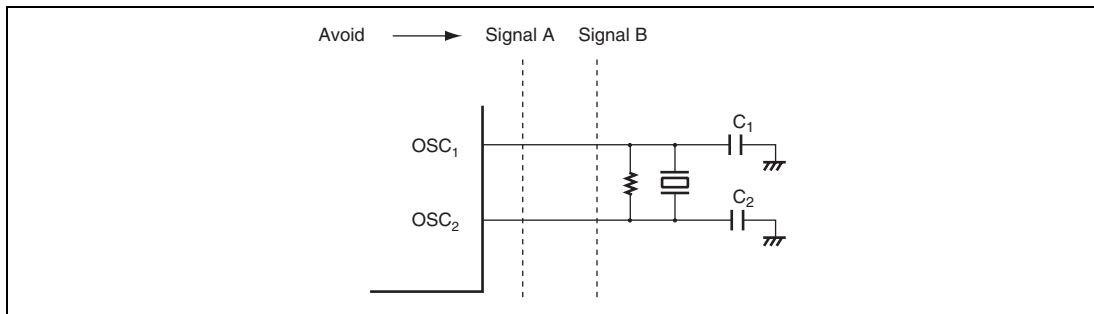 Avoid Signal A Signal B
C₁
OSC₁
C₂
OSC₂